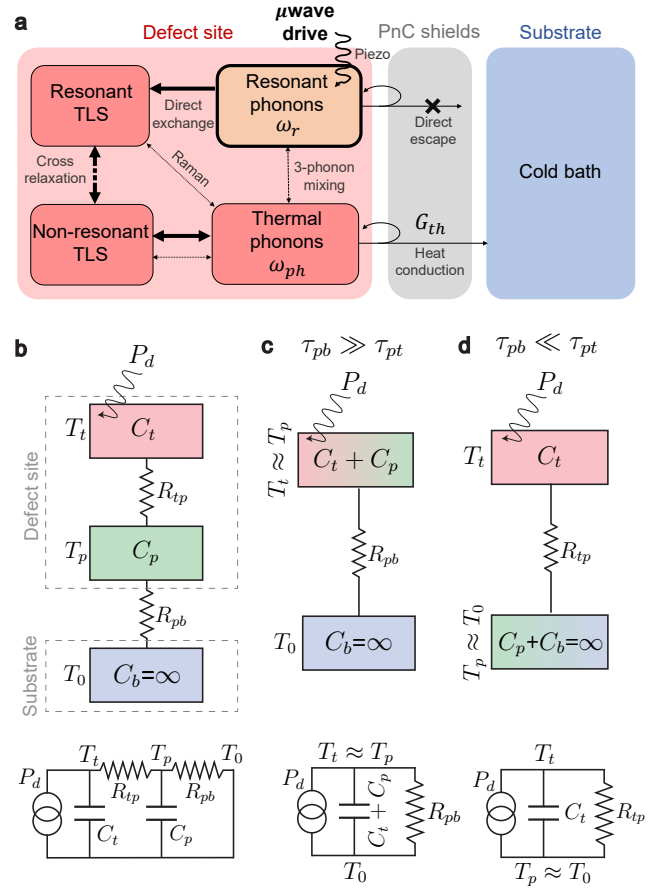 a
Defect site
μwave
drive
PnC shields
Substrate
Piezo
Resonant
TLS
Direct
exchange
Resonant
phonons
ω_r
Direct
escape
Cross
relaxation
Raman
3-phonon
mixing
Cold bath
Non-resonant
TLS
Thermal
phonons
ω_ph
G_th
Heat
conduction
b
P_d
T_t
C_t
R_tp
Defect site
T_p
C_p
R_pb
Substrate
T_0
C_b=∞
c
τ_pb ≫ τ_pt
P_d
T_t ≈ T_p
C_t + C_p
R_pb
T_0
C_b=∞
d
τ_pb ≪ τ_pt
P_d
T_t
C_t
R_tp
T_p ≈ T_0
C_p+C_b=∞
T_t
T_p
T_0
P_d
R_tp
R_pb
C_t
C_p
T_t ≈ T_p
P_d
C_t + C_p
R_pb
T_0
T_t
P_d
C_t
R_tp
T_p ≈ T_0